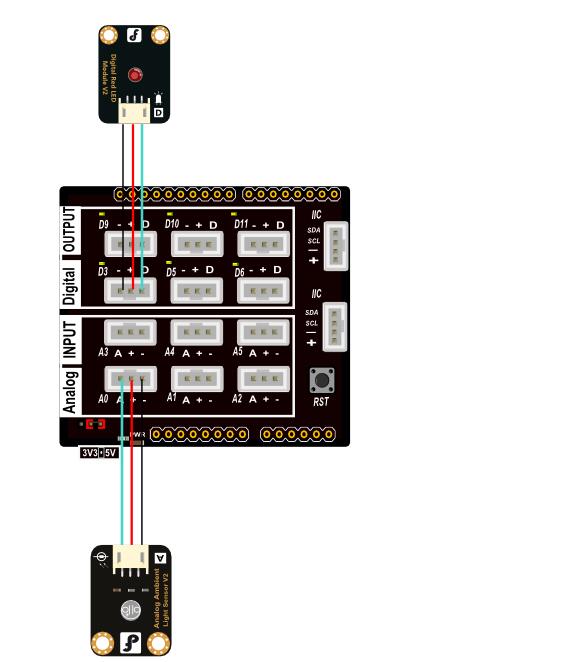 Digital Red LED
Module V2
D
OUTPUT
D9 - + D
D10 - + D
D11 - + D
IIC
SDA
SCL
-
+
Digital
D3 - + D
D5 - + D
D6 - + D
IIC
SDA
SCL
-
+
INPUT
A3 A + -
A4 A + -
A5 A + -
Analog
A0 A + -
A1 A + -
A2 A + -
RST
PWR
3V3 5V
A
Analog Ambient
Light Sensor V2